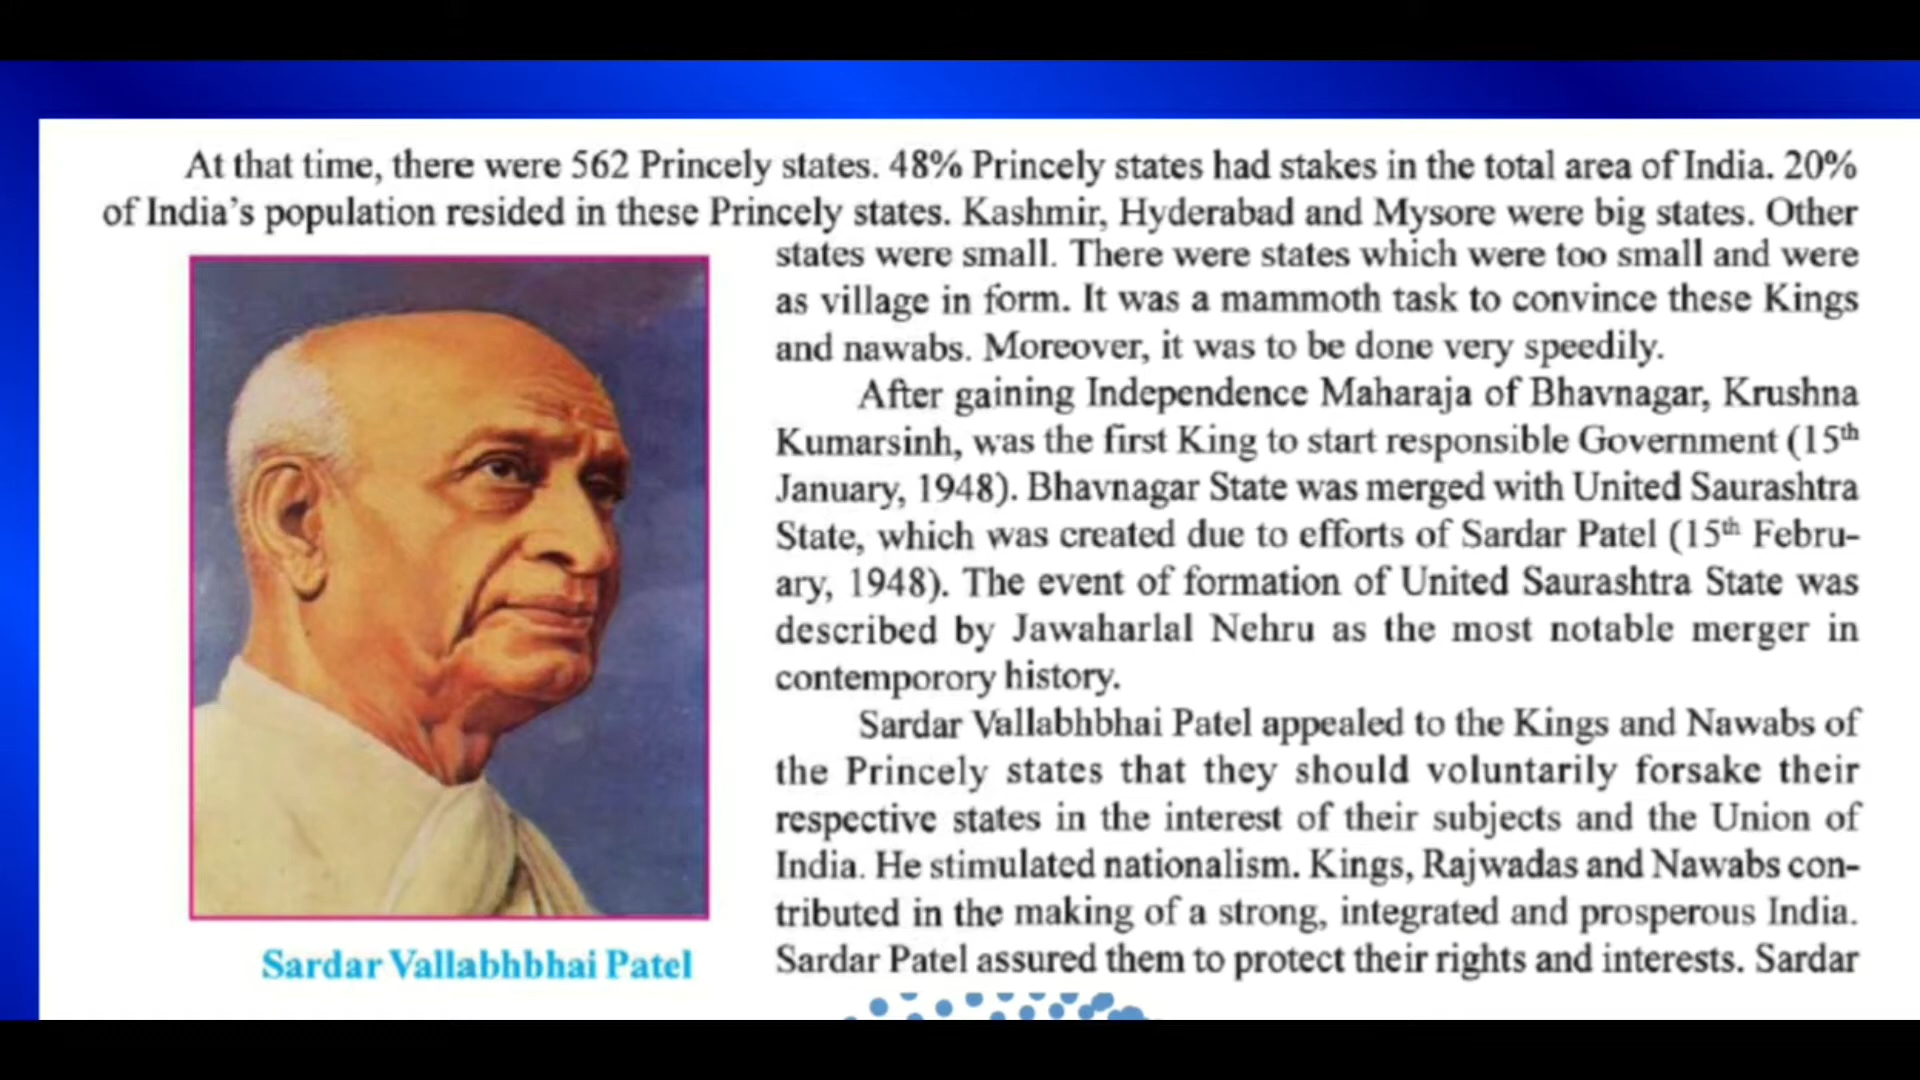 At that time, there were 562 Princely states. 48% Princely states had stakes in the total area of India. 20%
of India's population resided in these Princely states. Kashmir, Hyderabad and Mysore were big states. Other
states were small. There were states which were too small and were
as village in form. It was a mammoth task to convince these Kings
and nawabs. Moreover, it was to be done very speedily.
After gaining Independence Maharaja of Bhavnagar, Krushna
Kumarsinh, was the first King to start responsible Government (15th
January, 1948). Bhavnagar State was merged with United Saurashtra
State, which was created due to efforts of Sardar Patel (15th Febru-
ary, 1948). The event of formation of United Saurashtra State was
described by Jawaharlal Nehru as the most notable merger in
contemporory history.
Sardar Vallabhbhai Patel appealed to the Kings and Nawabs of
the Princely states that they should voluntarily forsake their
respective states in the interest of their subjects and the Union of
India. He stimulated nationalism. Kings, Rajwadas and Nawabs con-
tributed in the making of a strong, integrated and prosperous India.
Sardar Patel assured them to protect their rights and interests. Sardar
Sardar Vallabhbhai Patel